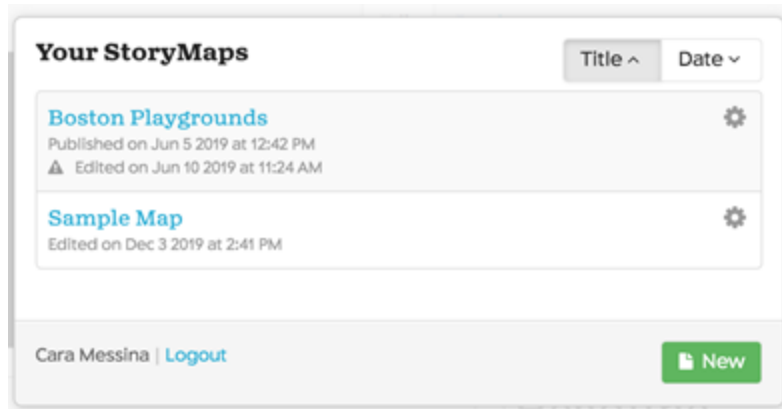 Your StoryMaps
Title
Date
Boston Playgrounds
Published on Jun 5 2019 at 12:42 PM
Edited on Jun 10 2019 at 11:24 AM
Sample Map
Edited on Dec 3 2019 at 2:41 PM
Cara Messina | Logout
New